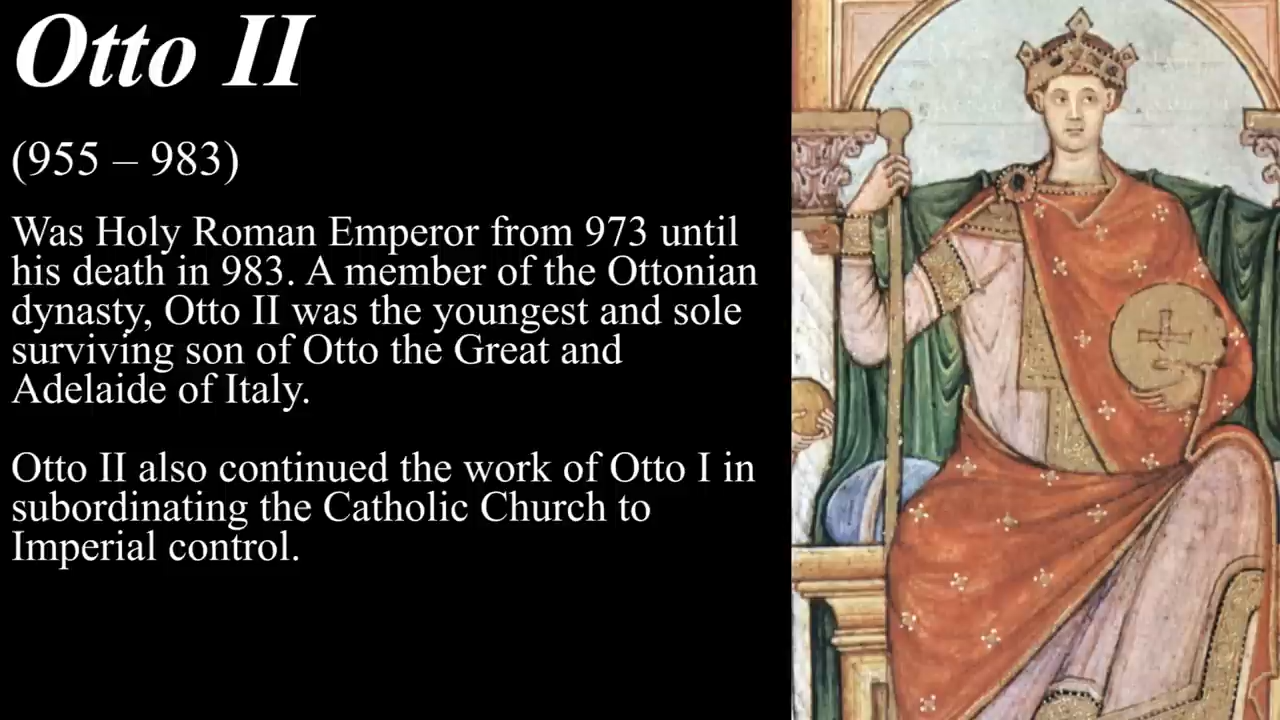 Otto II
(955 – 983)
Was Holy Roman Emperor from 973 until
his death in 983. A member of the Ottonian
dynasty, Otto II was the youngest and sole
surviving son of Otto the Great and
Adelaide of Italy.
Otto II also continued the work of Otto I in
subordinating the Catholic Church to
Imperial control.